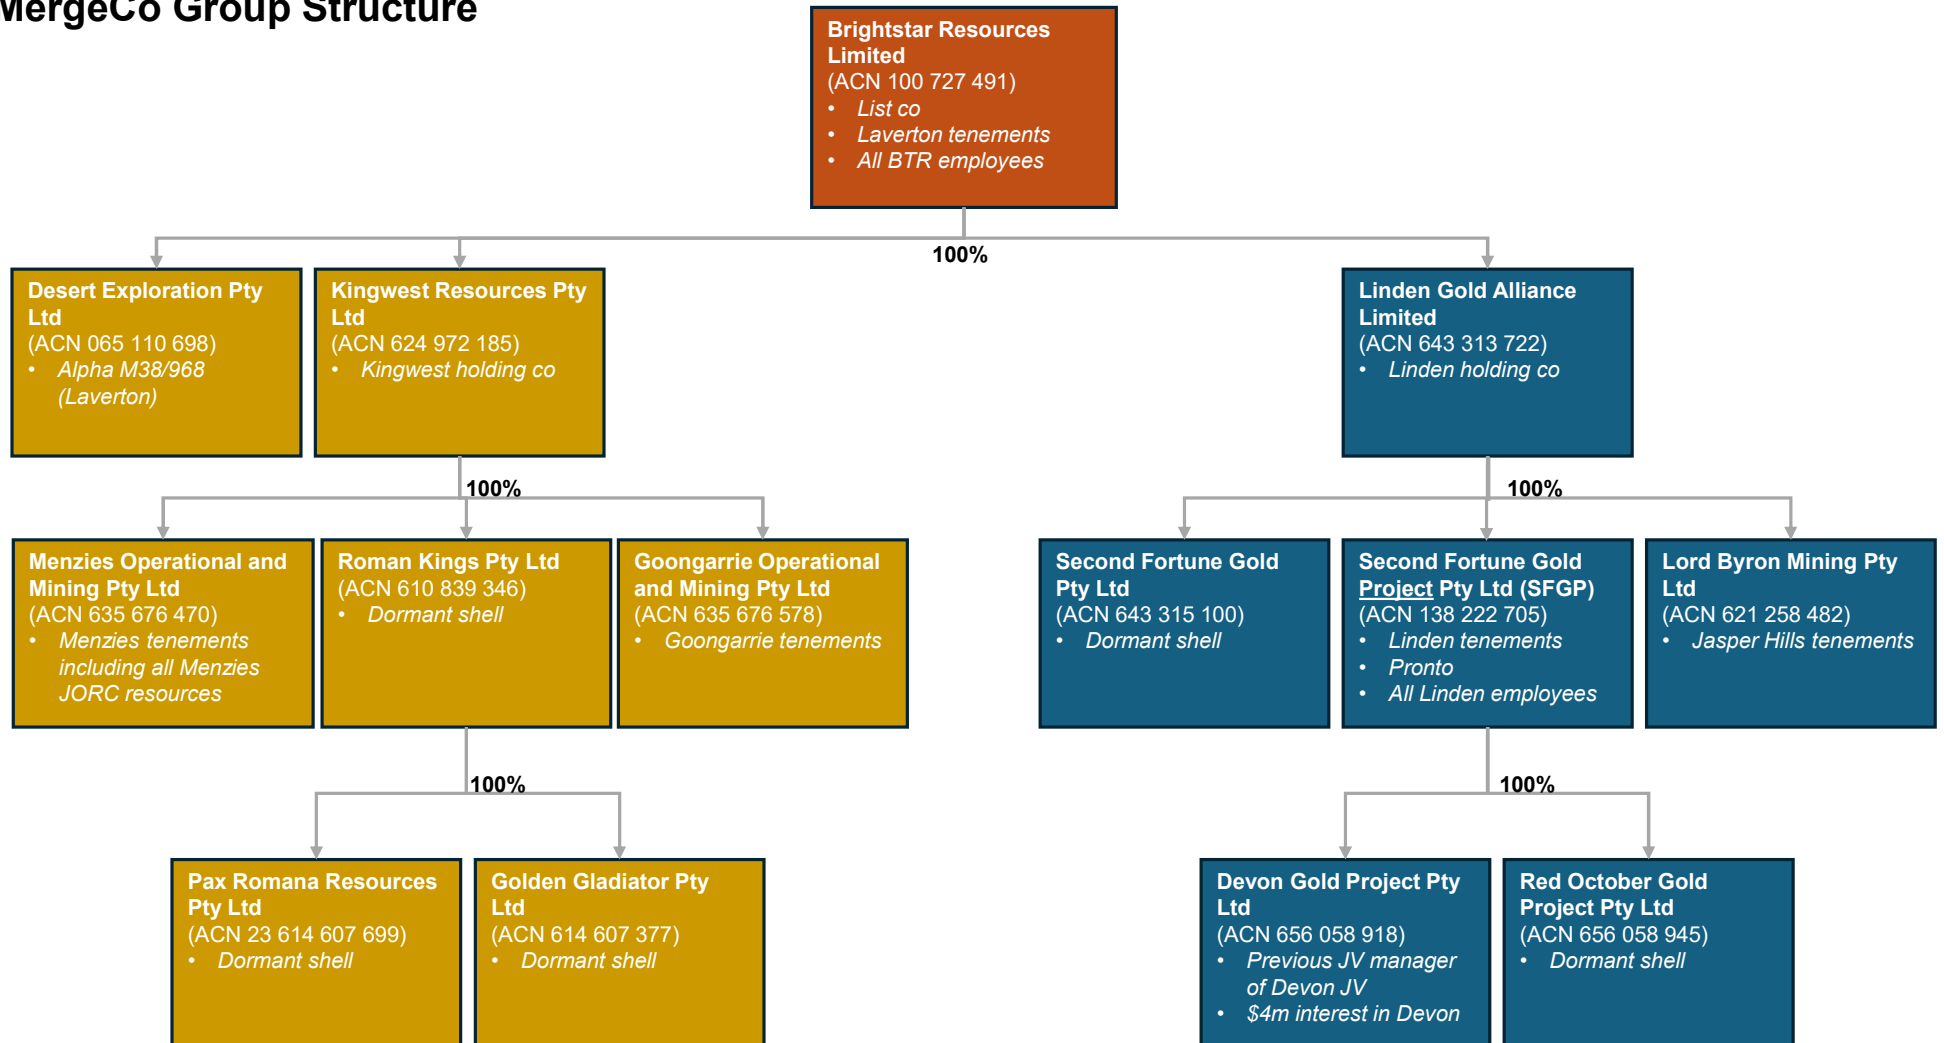 MergeCo Group Structure
Brightstar Resources
Limited
(ACN 100 727 491)
• List co
• Laverton tenements
• All BTR employees
100%
Desert Exploration Pty
Ltd
(ACN 065 110 698)
• Alpha M38/968
(Laverton)
Kingwest Resources Pty
Ltd
(ACN 624 972 185)
• Kingwest holding co
Linden Gold Alliance
Limited
(ACN 643 313 722)
• Linden holding co
100%
100%
Menzies Operational and
Mining Pty Ltd
(ACN 635 676 470)
• Menzies tenements
including all Menzies
JORC resources
Roman Kings Pty Ltd
(ACN 610 839 346)
• Dormant shell
Goongarrie Operational
and Mining Pty Ltd
(ACN 635 676 578)
• Goongarrie tenements
Second Fortune Gold
Pty Ltd
(ACN 643 315 100)
• Dormant shell
Second Fortune Gold
Project Pty Ltd (SFGP)
(ACN 138 222 705)
• Linden tenements
• Pronto
• All Linden employees
Lord Byron Mining Pty
Ltd
(ACN 621 258 482)
• Jasper Hills tenements
100%
100%
Pax Romana Resources
Pty Ltd
(ACN 23 614 607 699)
• Dormant shell
Golden Gladiator Pty
Ltd
(ACN 614 607 377)
• Dormant shell
Devon Gold Project Pty
Ltd
(ACN 656 058 918)
• Previous JV manager
of Devon JV
• $4m interest in Devon
Red October Gold
Project Pty Ltd
(ACN 656 058 945)
• Dormant shell